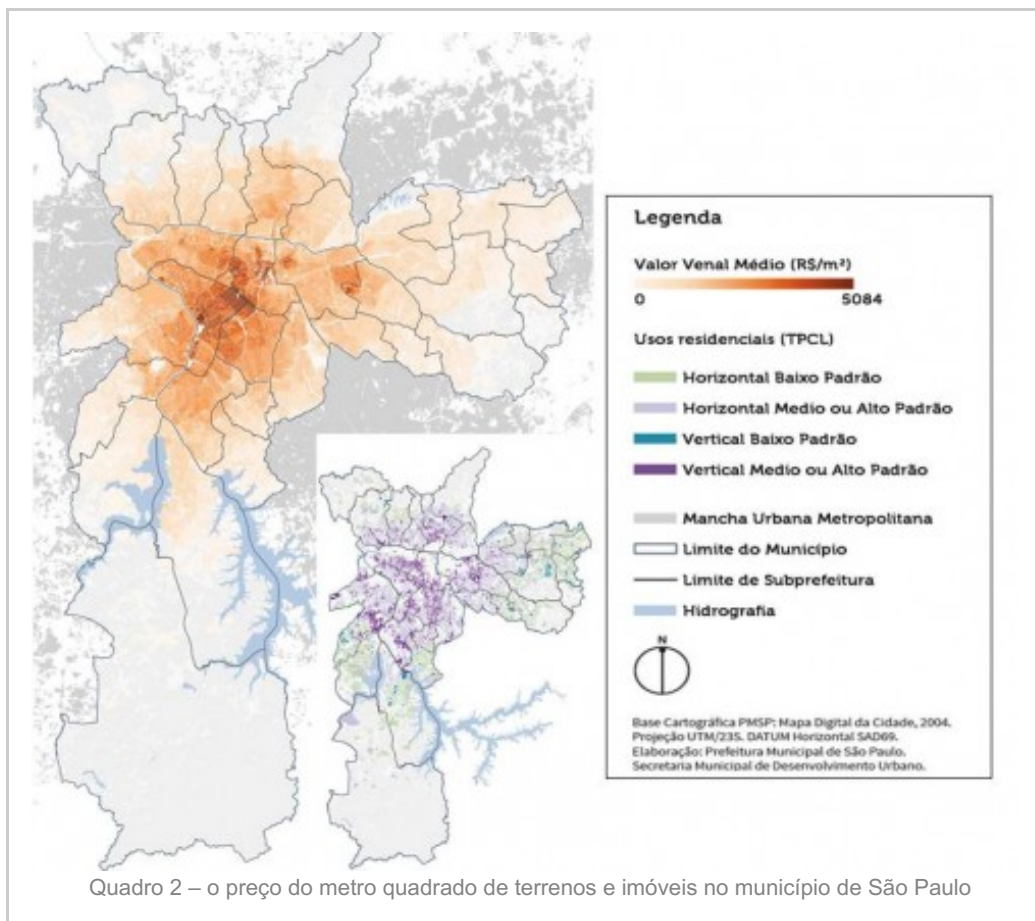 Legenda
Valor Venal Médio (R$/m²)
0 5084
Usos residenciais (TPCL)
Horizontal Baixo Padrão
Horizontal Medio ou Alto Padrão
Vertical Baixo Padrão
Vertical Medio ou Alto Padrão
Mancha Urbana Metropolitana
Limite do Município
Limite de Subprefeitura
Hidrografia
N
Base Cartográfica PMSP: Mapa Digital da Cidade, 2004.
Projeção UTM/23S. DATUM Horizontal SAD69.
Elaboração: Prefeitura Municipal de São Paulo.
Secretaria Municipal de Desenvolvimento Urbano.
Quadro 2 – o preço do metro quadrado de terrenos e imóveis no município de São Paulo